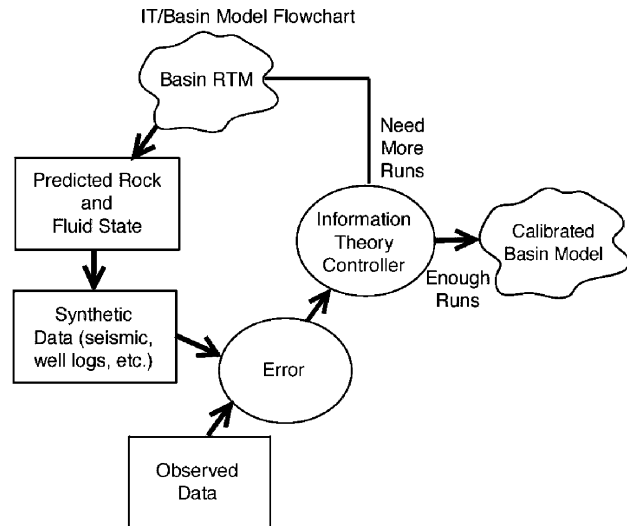 IT/Basin Model Flowchart
Basin RTM
Need
More
Runs
Predicted Rock
and
Fluid State
Information
Theory
Controller
Calibrated
Basin Model
Enough
Runs
Synthetic
Data (seismic,
well logs, etc.)
Error
Observed
Data